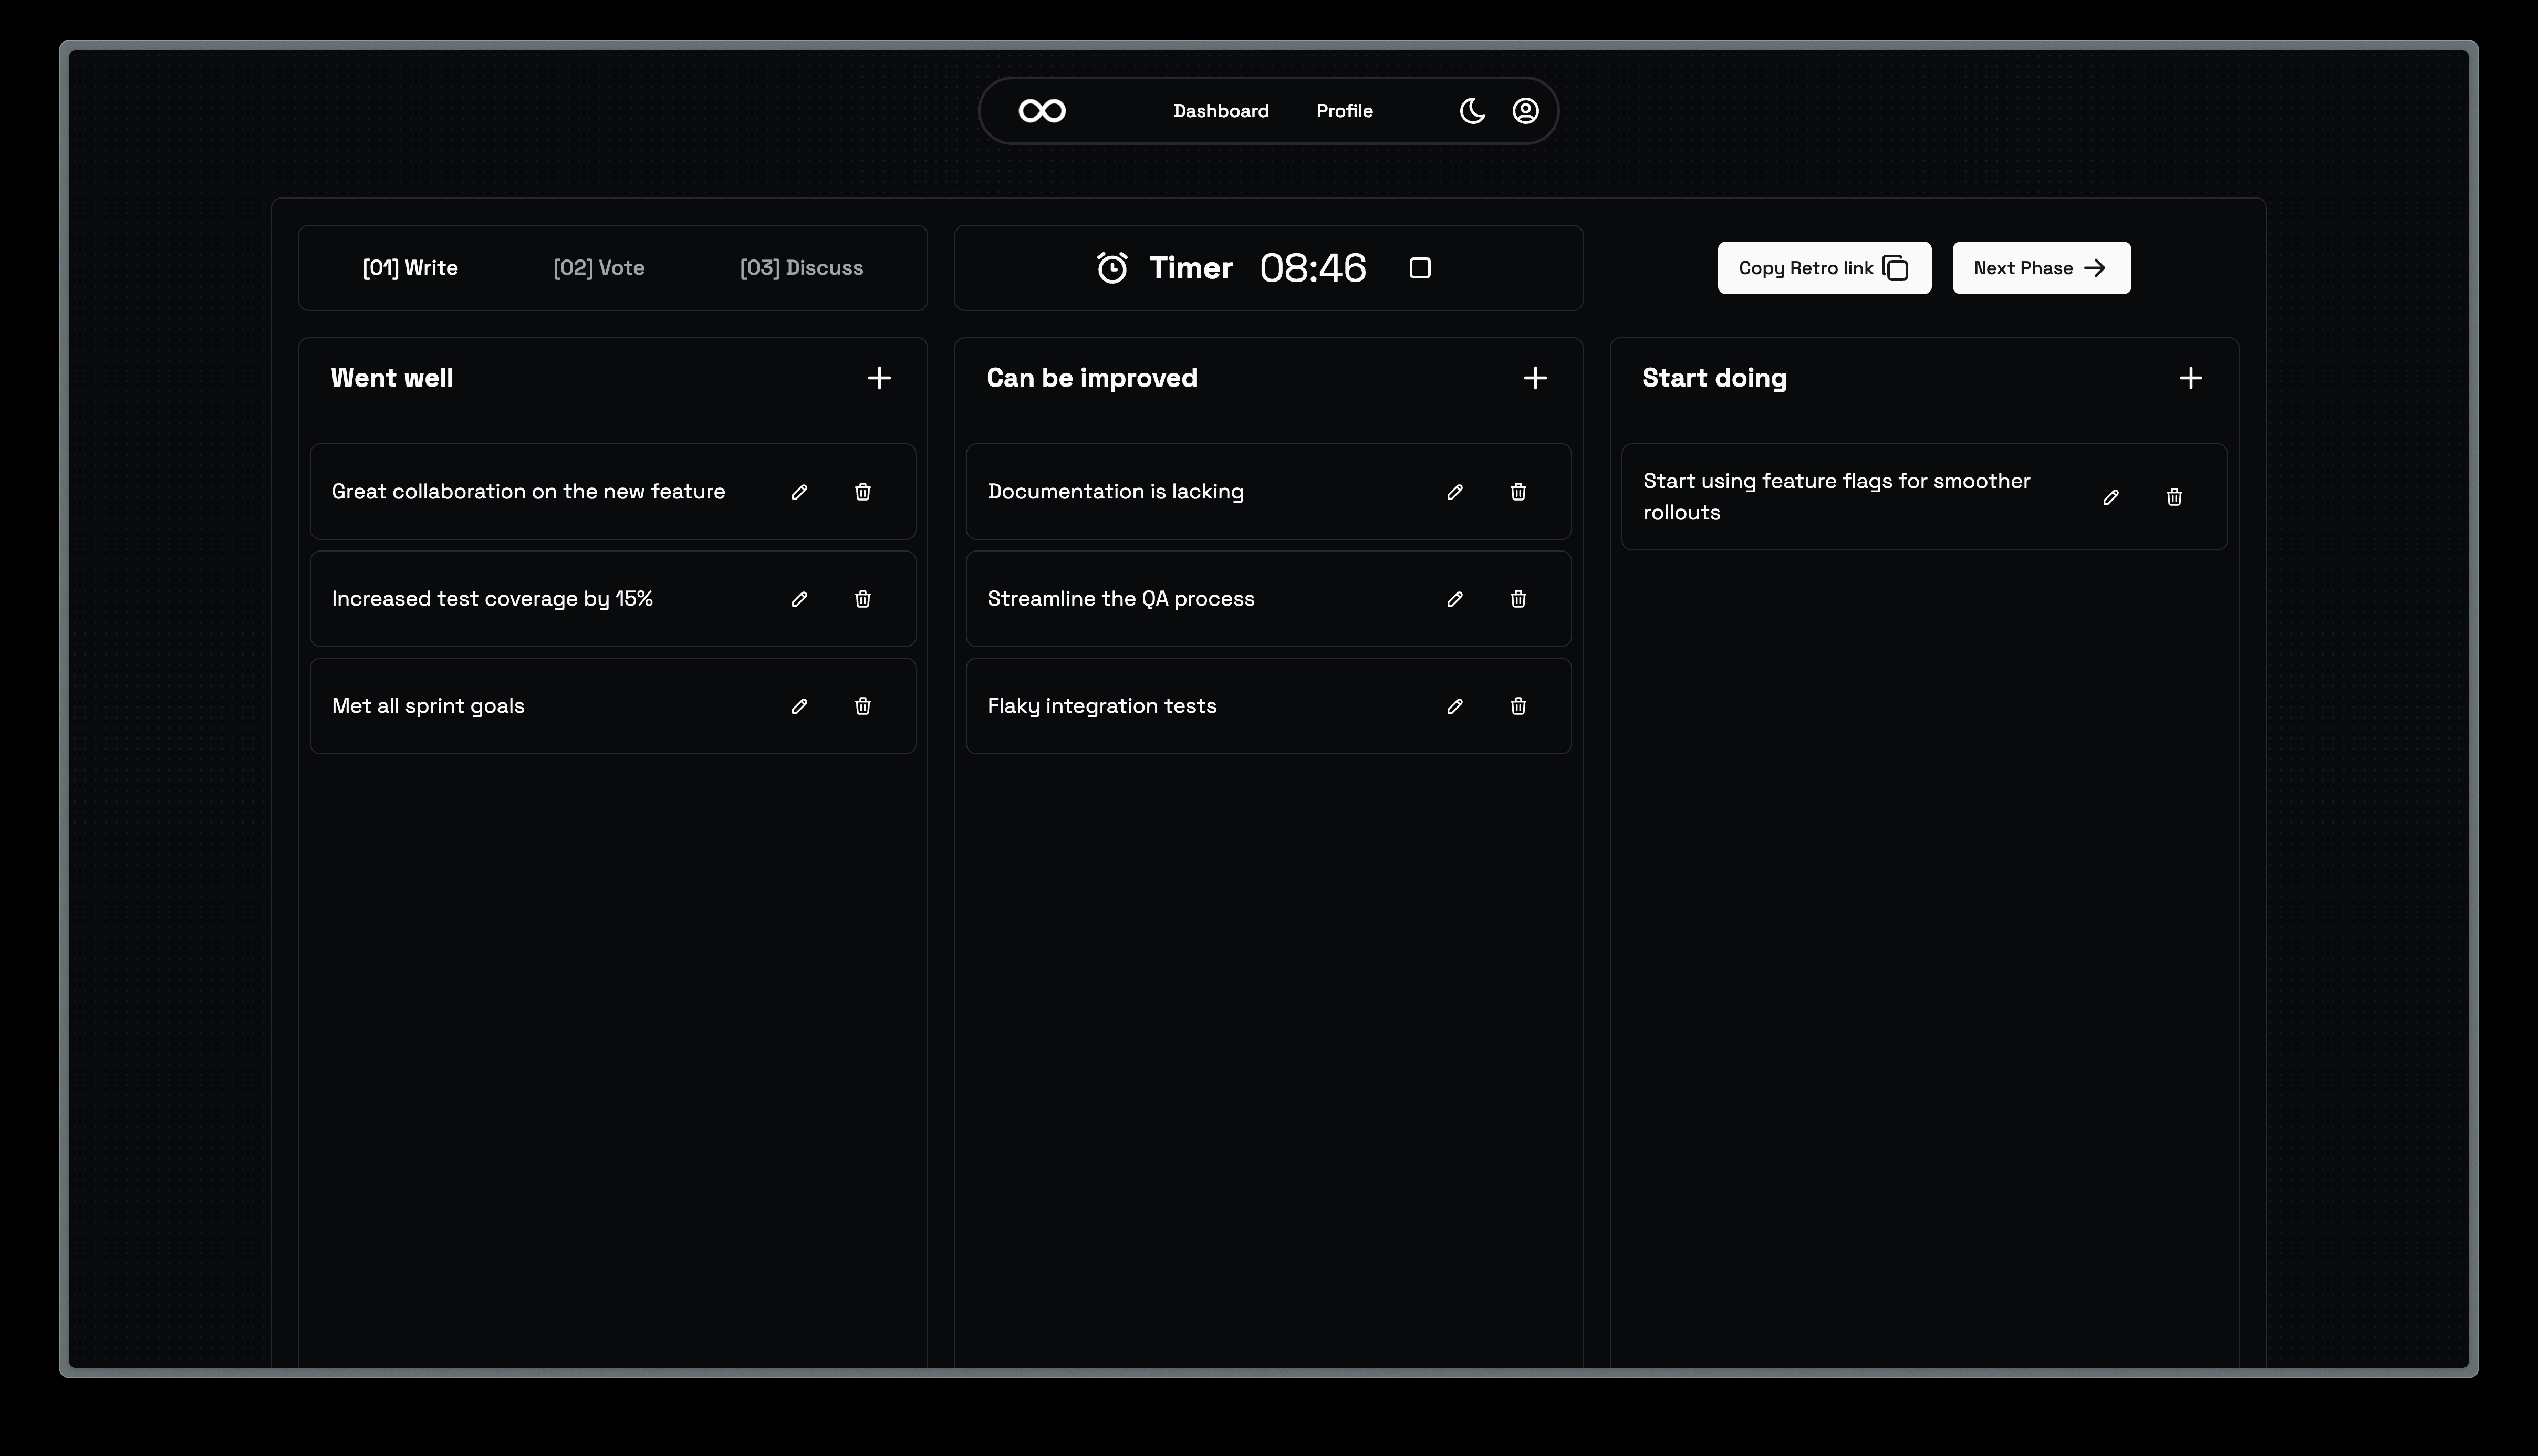 Dashboard
Profile
[01] Write
[02] Vote
[03] Discuss
Timer
08:46
Copy Retro link
Next Phase
Went well
Great collaboration on the new feature
Increased test coverage by 15%
Met all sprint goals
Can be improved
Documentation is lacking
Streamline the QA process
Flaky integration tests
Start doing
Start using feature flags for smoother
rollouts